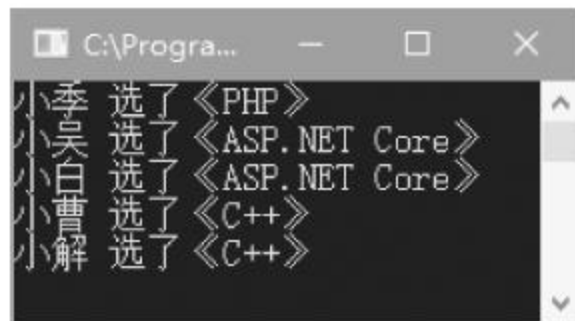 C:\Progra...
小季 选了《PHP》
小吴 选了《ASP.NET Core》
小白 选了《ASP.NET Core》
小曹 选了《C++》
小解 选了《C++》